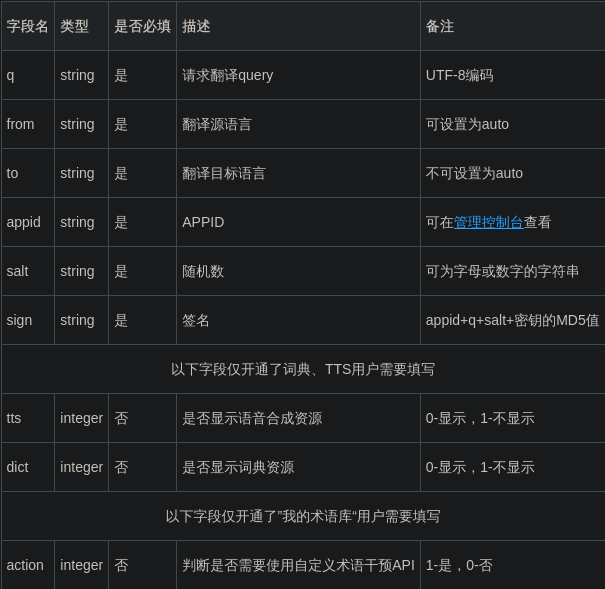 字段名 类型 是否必填 描述 备注
q string 是 请求翻译query UTF-8编码
from string 是 翻译源语言 可设置为auto
to string 是 翻译目标语言 不可设置为auto
appid string 是 APPID 可在管理控制台查看
salt string 是 随机数 可为字母或数字的字符串
sign string 是 签名 appid+q+salt+密钥的MD5值
以下字段仅开通了词典、TTS用户需要填写
tts integer 否 是否显示语音合成资源 0-显示，1-不显示
dict integer 否 是否显示词典资源 0-显示，1-不显示
以下字段仅开通了”我的术语库“用户需要填写
action integer 否 判断是否需要使用自定义术语干预API 1-是，0-否